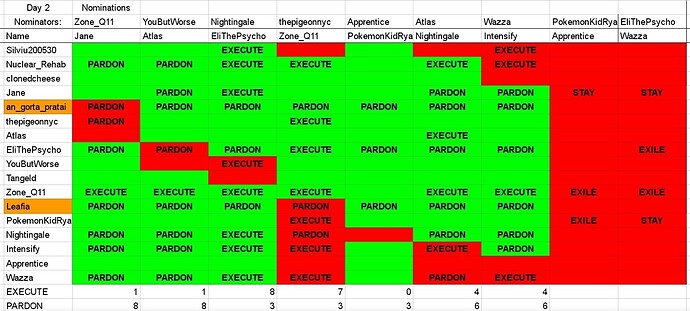 Day 2 Nominations
Nominators: Zone_Q11 YouButWorse Nightingale thepigeonnyc Apprentice Atlas Wazza PokemonKidRya EliThePsycho
Name Jane Atlas EliThePsycho Zone_Q11 PokemonKidRya Nightingale Intensify Apprentice Wazza
Silviu200530 EXECUTE EXECUTE
Nuclear_Rehab PARDON PARDON EXECUTE EXECUTE EXECUTE EXECUTE
clonedcheese
Jane PARDON EXECUTE PARDON PARDON STAY STAY
an_gorta_pratai PARDON PARDON PARDON PARDON PARDON PARDON PARDON
thepigeonnyc PARDON EXECUTE
Atlas EXECUTE
EliThePsycho PARDON PARDON PARDON EXECUTE PARDON PARDON PARDON EXILE
YouButWorse EXECUTE
Tangeld
Zone_Q11 EXECUTE EXECUTE EXECUTE EXECUTE EXILE EXILE
Leafia PARDON PARDON PARDON PARDON PARDON PARDON PARDON
PokemonKidRya EXECUTE EXILE STAY
Nightingale PARDON PARDON EXECUTE PARDON PARDON PARDON
Intensify PARDON PARDON EXECUTE EXECUTE EXECUTE PARDON
Apprentice
Wazza PARDON PARDON EXECUTE EXECUTE PARDON EXECUTE
EXECUTE 1 1 8 7 0 4 4
PARDON 8 8 3 3 3 6 6